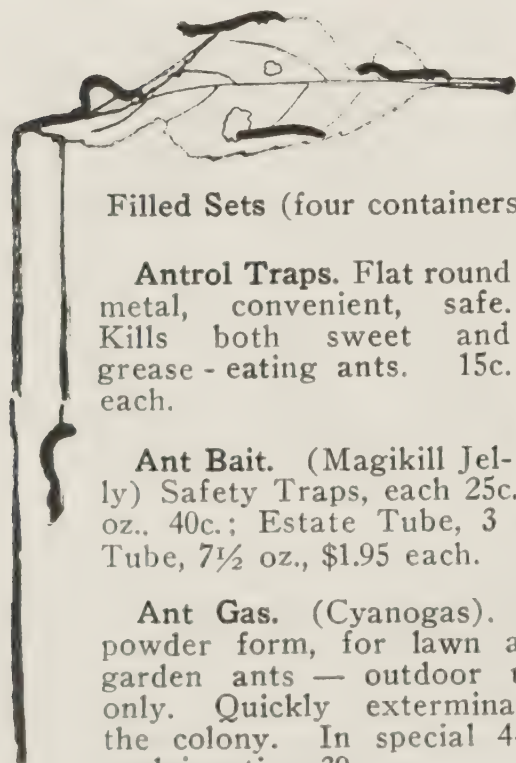 Filled Sets (four containers
Antrol Traps. Flat round
metal, convenient, safe.
Kills both sweet and
grease-eating ants. 15c.
each.
Ant Bait. (Magikill Jel-
ly) Safety Traps, each 25c.
oz., 40c.; Estate Tube, 3
Tube, 7½ oz., $1.95 each.
Ant Gas. (Cyanogas).
powder form, for lawn
garden ants — outdoor
only. Quickly
the colony. In special 4